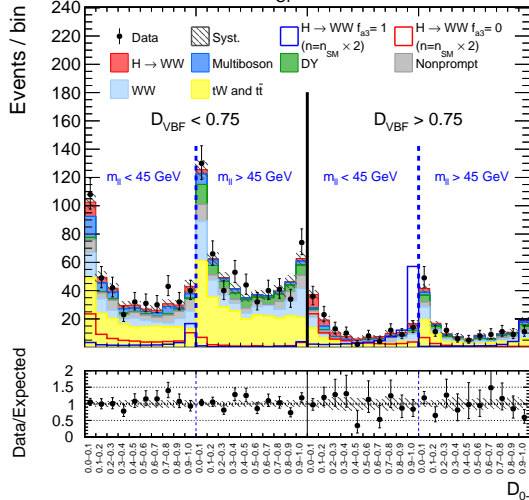 Data
Syst.
H → WW f_a3 = 1
(n=n_SM × 2)
H → WW f_a3 = 0
(n=n_SM × 2)
H → WW
Multiboson
DY
Nonprompt
WW
tW and tt̄
D_VBF < 0.75
D_VBF > 0.75
m_ll < 45 GeV
m_ll > 45 GeV
m_ll < 45 GeV
m_ll > 45 GeV
Events / bin
240
220
200
180
160
140
120
100
80
60
40
20
Data/Expected
2
1.5
1
0.5
0
0.0–0.1 0.1–0.2 0.2–0.3 0.3–0.4 0.4–0.5 0.5–0.6 0.6–0.7 0.7–0.8 0.8–0.9 0.9–1.0 0.0–0.1 0.1–0.2 0.2–0.3 0.3–0.4 0.4–0.5 0.5–0.6 0.6–0.7 0.7–0.8 0.8–0.9 0.9–1.0 0.0–0.1 0.1–0.2 0.2–0.3 0.3–0.4 0.4–0.5 0.5–0.6 0.6–0.7 0.7–0.8 0.8–0.9 0.9–1.0 0.0–0.1 0.1–0.2 0.2–0.3 0.3–0.4 0.4–0.5 0.5–0.6 0.6–0.7 0.7–0.8 0.8–0.9 0.9–1.0